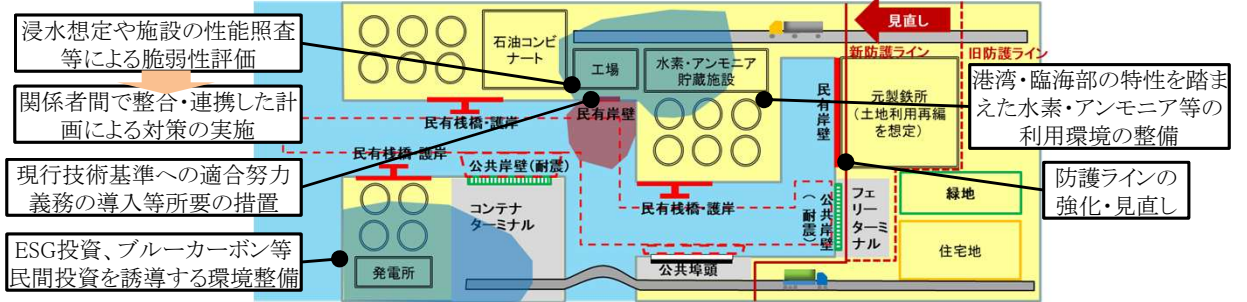 浸水想定や施設の性能照査
等による脆弱性評価
関係者間で整合・連携した計
画による対策の実施
現行技術基準への適合努力
義務の導入等所要の措置
ESG投資、ブルーカーボン等
民間投資を誘導する環境整備
石油コンビ
ナート
工場
水素・アンモニア
貯蔵施設
民有桟橋・護岸
民有岸壁
民有桟橋・護岸
公共岸壁(耐震)
コンテナ
ターミナル
発電所
民有桟橋・護岸
公共埠頭
民有岸壁
公共岸壁
(耐震)
フェ
リー
ターミ
ナル
見直し
新防護ライン
旧防護ライン
元製鉄所
(土地利用再編
を想定)
緑地
住宅地
港湾・臨海部の特性を踏ま
えた水素・アンモニア等の
利用環境の整備
防護ラインの
強化・見直し